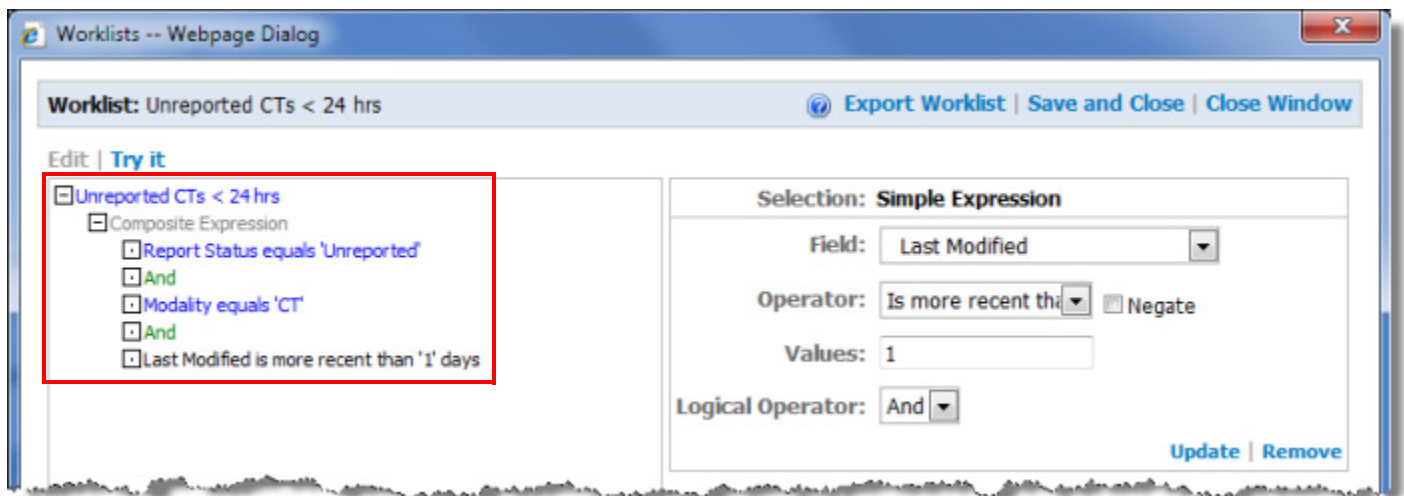 Worklists -- Webpage Dialog
Worklist: Unreported CTs < 24 hrs
Export Worklist | Save and Close | Close Window
Edit | Try it
Unreported CTs < 24 hrs
Composite Expression
Report Status equals 'Unreported'
And
Modality equals 'CT'
And
Last Modified is more recent than '1' days
Selection: Simple Expression
Field: Last Modified
Operator: Is more recent tha Negate
Values: 1
Logical Operator: And
Update | Remove